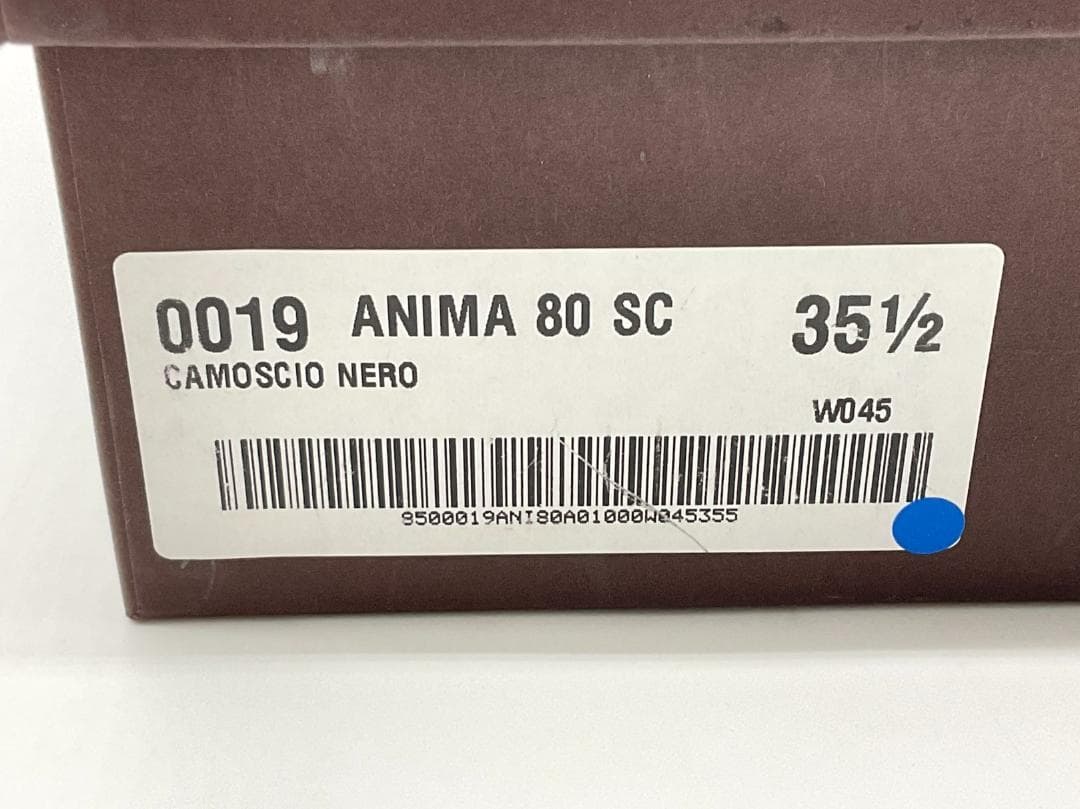 0019 ANIMA 80 SC 35½
CAMOSCIO NERO
W045
8500019ANI80A01000W045355